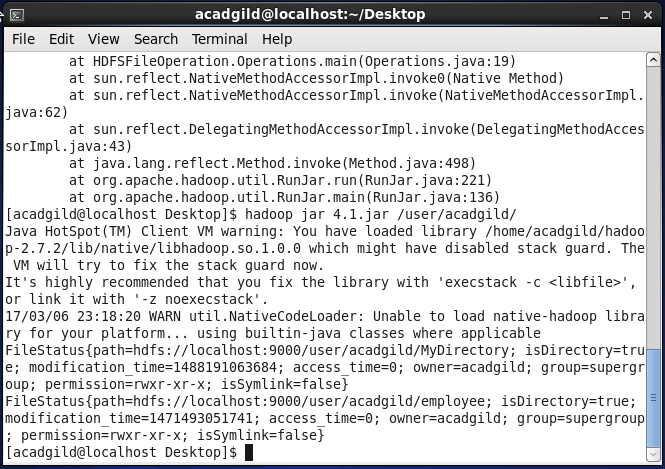 acadgild@localhost:~/Desktop
File Edit View Search Terminal Help
at HDFSFileOperation.Operations.main(Operations.java:19)
at sun.reflect.NativeMethodAccessorImpl.invoke0(Native Method)
at sun.reflect.NativeMethodAccessorImpl.invoke(NativeMethodAccessorImpl.
java:62)
at sun.reflect.DelegatingMethodAccessorImpl.invoke(DelegatingMethodAcces
sorImpl.java:43)
at java.lang.reflect.Method.invoke(Method.java:498)
at org.apache.hadoop.util.RunJar.run(RunJar.java:221)
at org.apache.hadoop.util.RunJar.main(RunJar.java:136)
[acadgild@localhost Desktop]$ hadoop jar 4.1.jar /user/acadgild/
Java HotSpot(TM) Client VM warning: You have loaded library /home/acadgild/hadoo
p-2.7.2/lib/native/libhadoop.so.1.0.0 which might have disabled stack guard. The
VM will try to fix the stack guard now.
It's highly recommended that you fix the library with 'execstack -c <libfile>',
or link it with '-z noexecstack'.
17/03/06 23:18:20 WARN util.NativeCodeLoader: Unable to load native-hadoop libra
ry for your platform... using builtin-java classes where applicable
FileStatus{path=hdfs://localhost:9000/user/acadgild/MyDirectory; isDirectory=tru
e; modification_time=1488191063684; access_time=0; owner=acadgild; group=supergr
oup; permission=rwxr-xr-x; isSymlink=false}
FileStatus{path=hdfs://localhost:9000/user/acadgild/employee; isDirectory=true;
modification_time=1471493051741; access_time=0; owner=acadgild; group=supergroup
; permission=rwxr-xr-x; isSymlink=false}
[acadgild@localhost Desktop]$